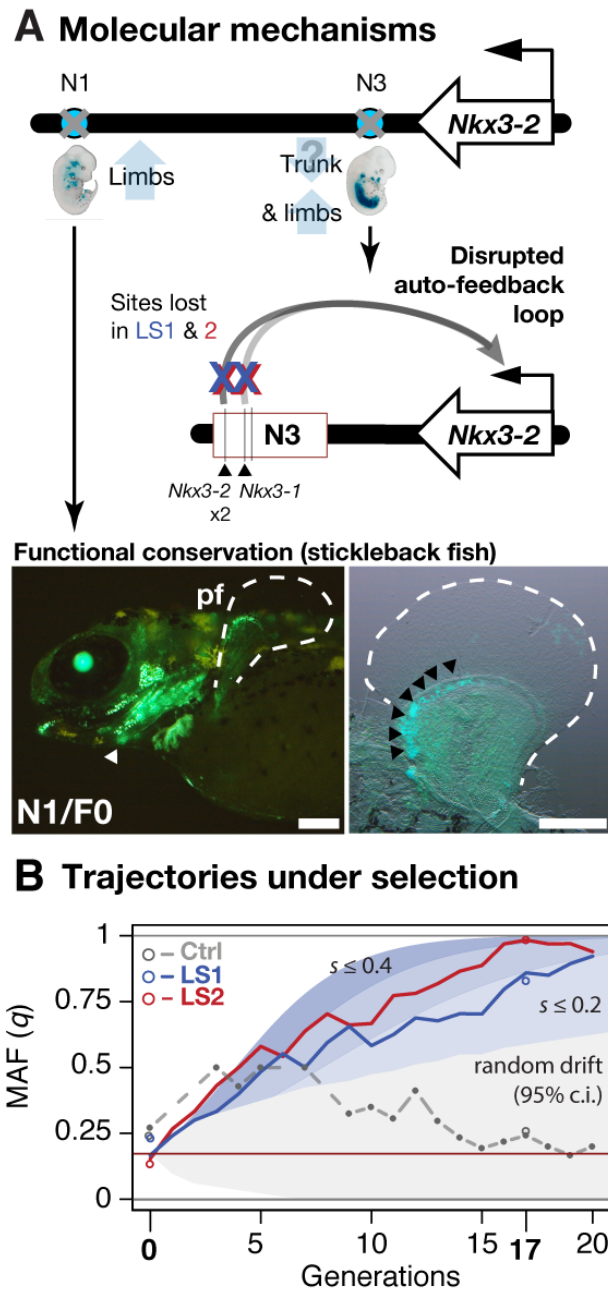 A Molecular mechanisms
N1
N3
Nkx3-2
Limbs
?
Trunk
& limbs
Disrupted
auto-feedback
loop
Sites lost
in LS1 & 2
X X
N3
Nkx3-2
Nkx3-2
x2
Nkx3-1
Functional conservation (stickleback fish)
pf
N1/F0
B Trajectories under selection
MAF (q)
1
0.75
0.5
0.25
0
Ctrl
LS1
LS2
s ≤ 0.4
s ≤ 0.2
random drift
(95% c.i.)
0 5 10 15 17 20
Generations